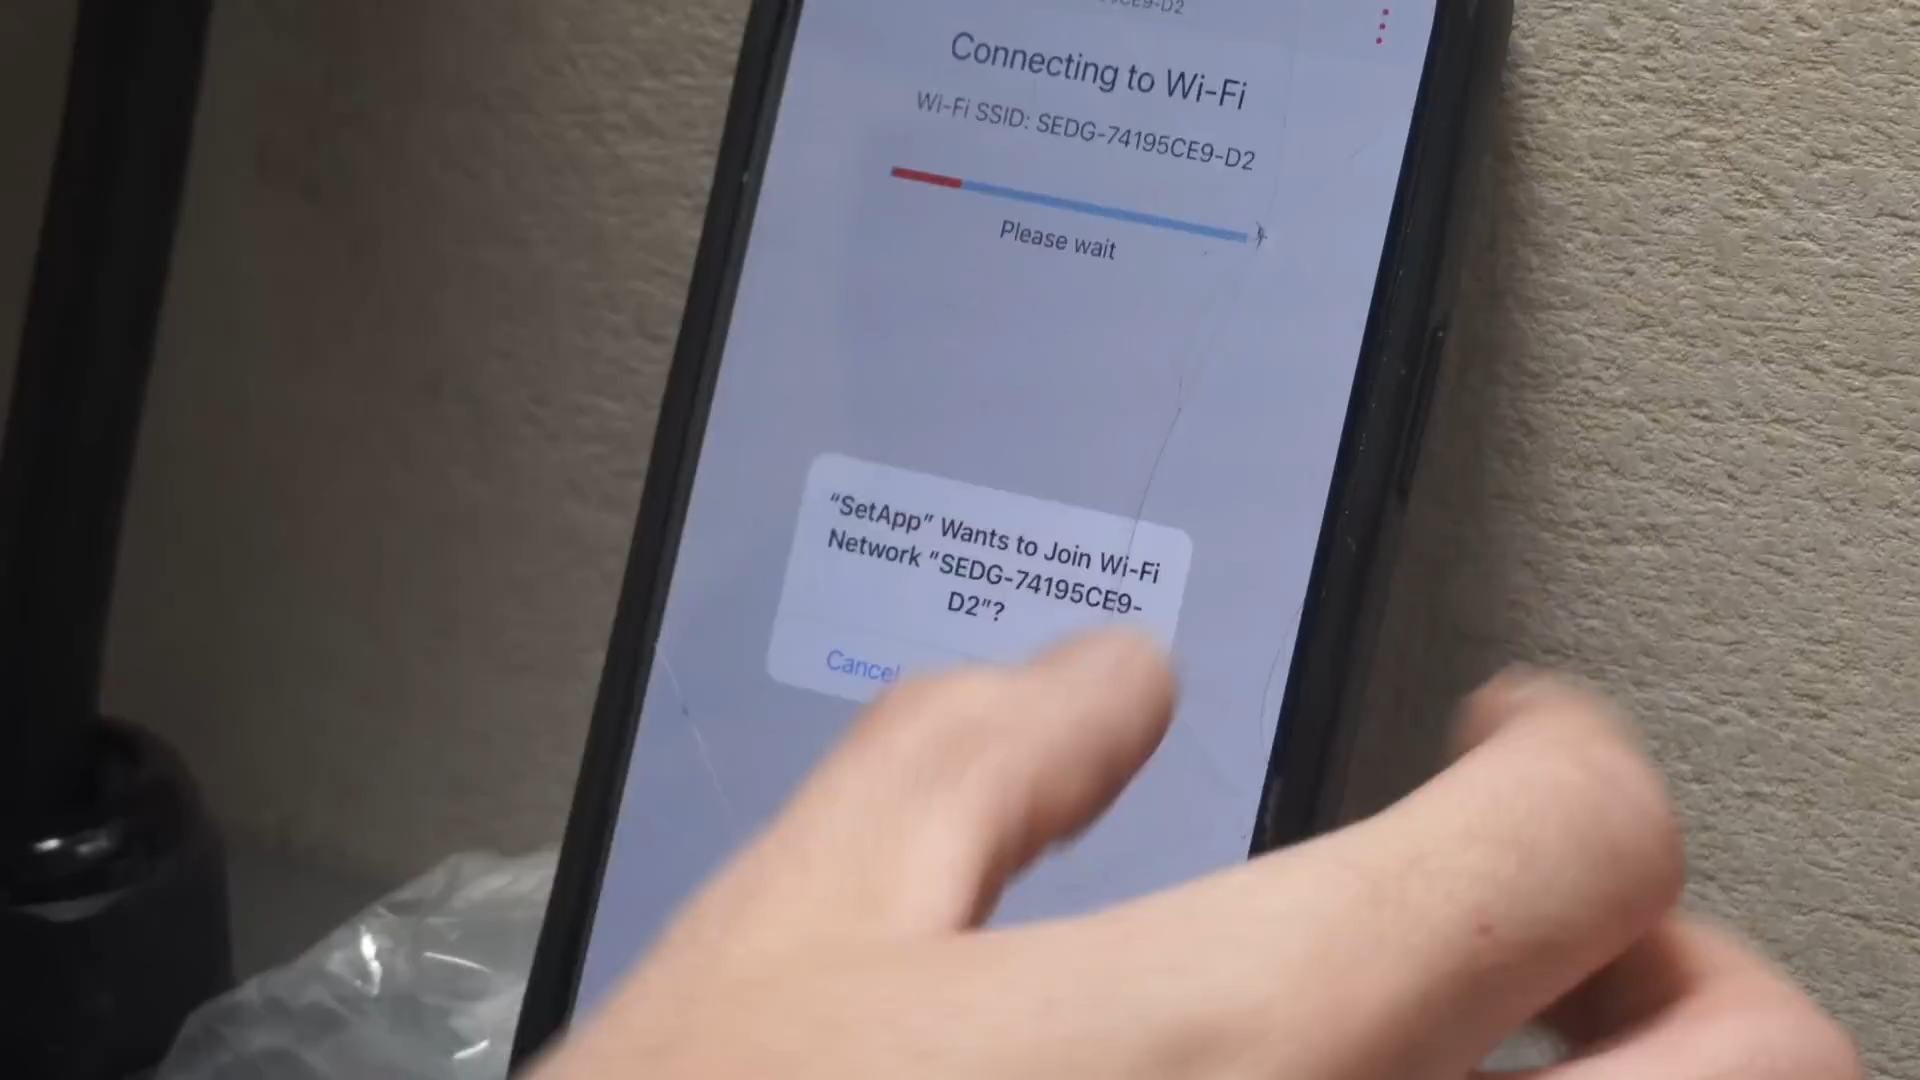 Connecting to Wi-Fi
Wi-Fi SSID: SEDG-74195CE9-D2
Please wait
"SetApp" Wants to Join Wi-Fi
Network "SEDG-74195CE9-
D2"?
Cancel